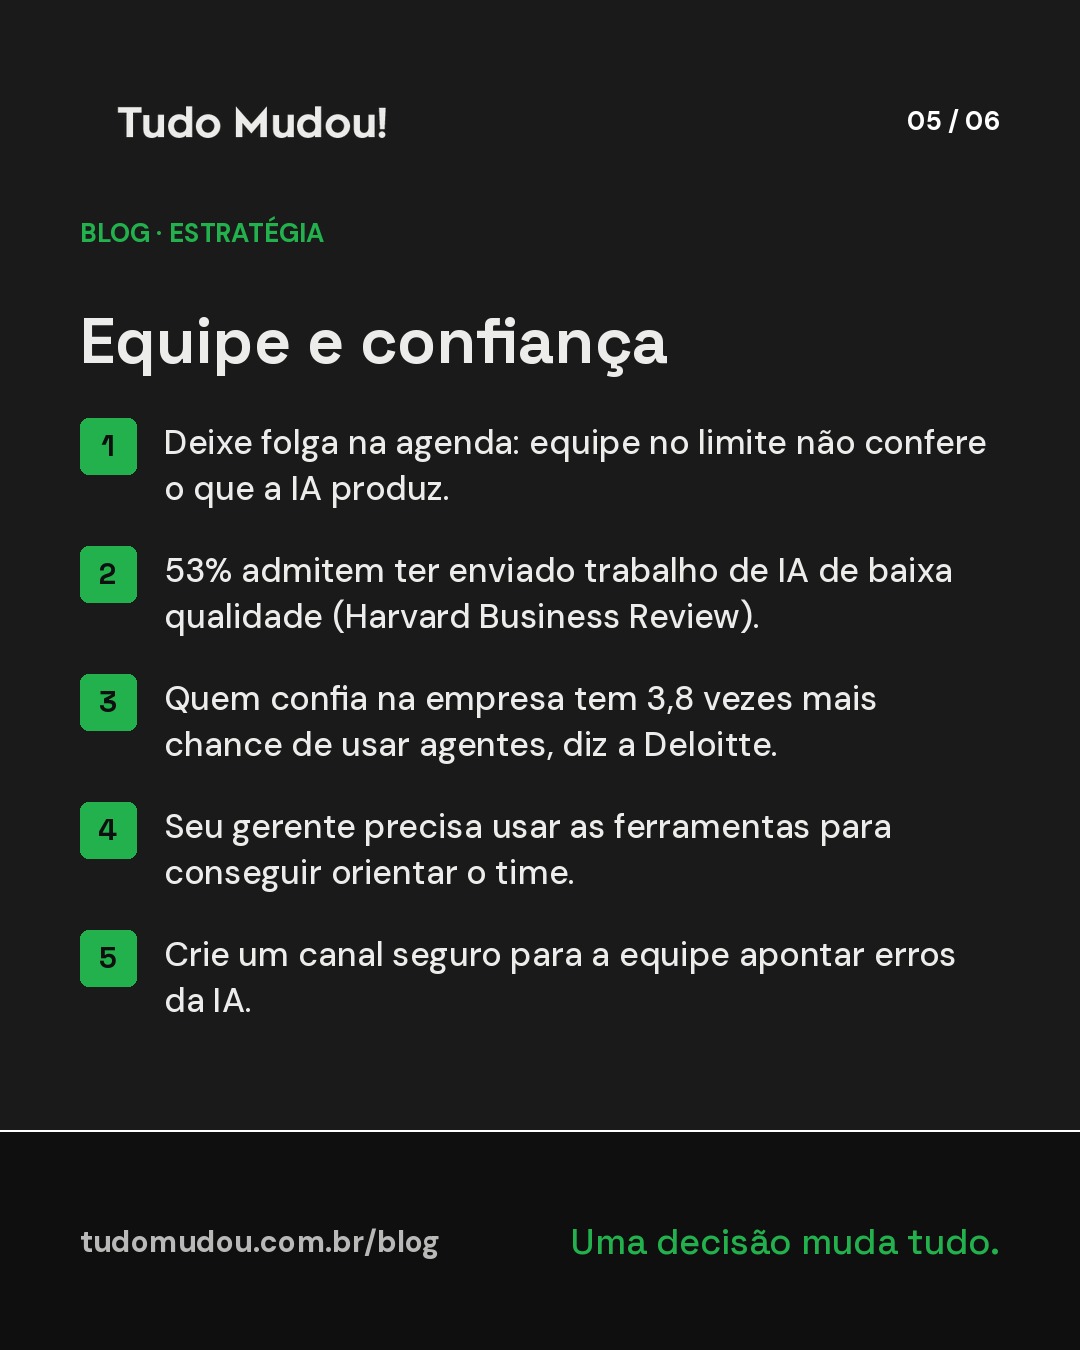 Tudo Mudou!
05 / 06
BLOG · ESTRATÉGIA
Equipe e confiança
1
Deixe folga na agenda: equipe no limite não confere
o que a IA produz.
2
53% admitem ter enviado trabalho de IA de baixa
qualidade (Harvard Business Review).
3
Quem confia na empresa tem 3,8 vezes mais
chance de usar agentes, diz a Deloitte.
4
Seu gerente precisa usar as ferramentas para
conseguir orientar o time.
5
Crie um canal seguro para a equipe apontar erros
da IA.
tudomudou.com.br/blog
Uma decisão muda tudo.